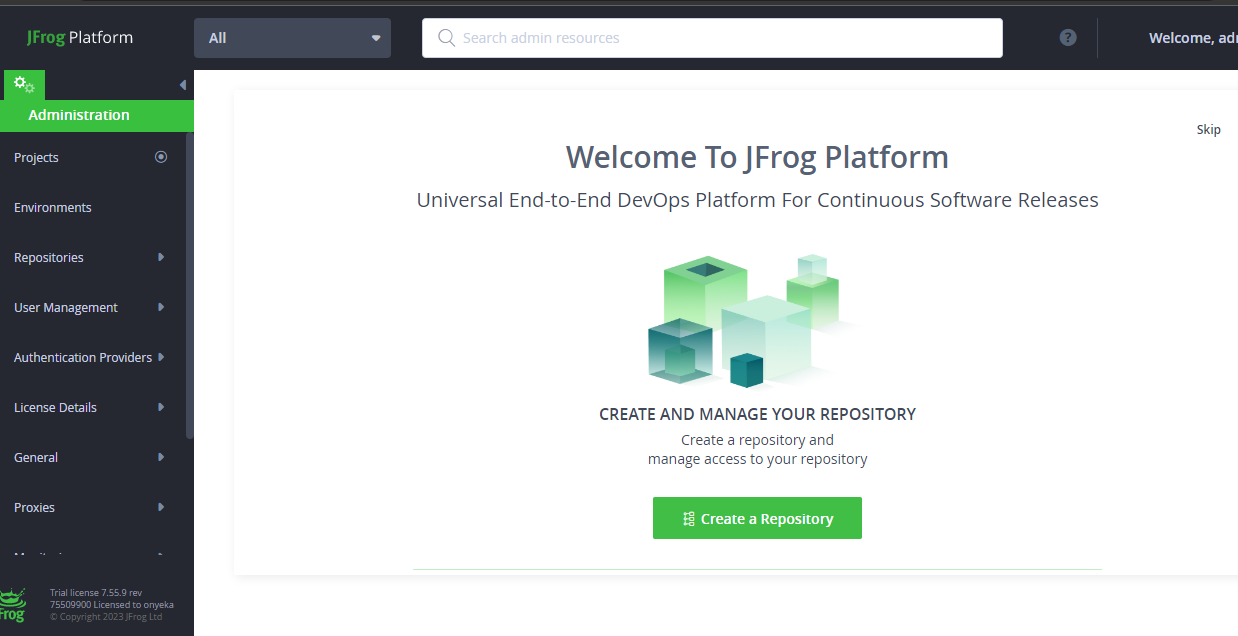 JFrog Platform
All
Search admin resources
?
Welcome, adm
Administration
Projects
Environments
Repositories
User Management
Authentication Providers
License Details
General
Proxies
Trial license 7.55.9 rev
75509900 Licensed to onyeka
© Copyright 2023 JFrog Ltd
Frog
Skip
Welcome To JFrog Platform
Universal End-to-End DevOps Platform For Continuous Software Releases
CREATE AND MANAGE YOUR REPOSITORY
Create a repository and
manage access to your repository
Create a Repository